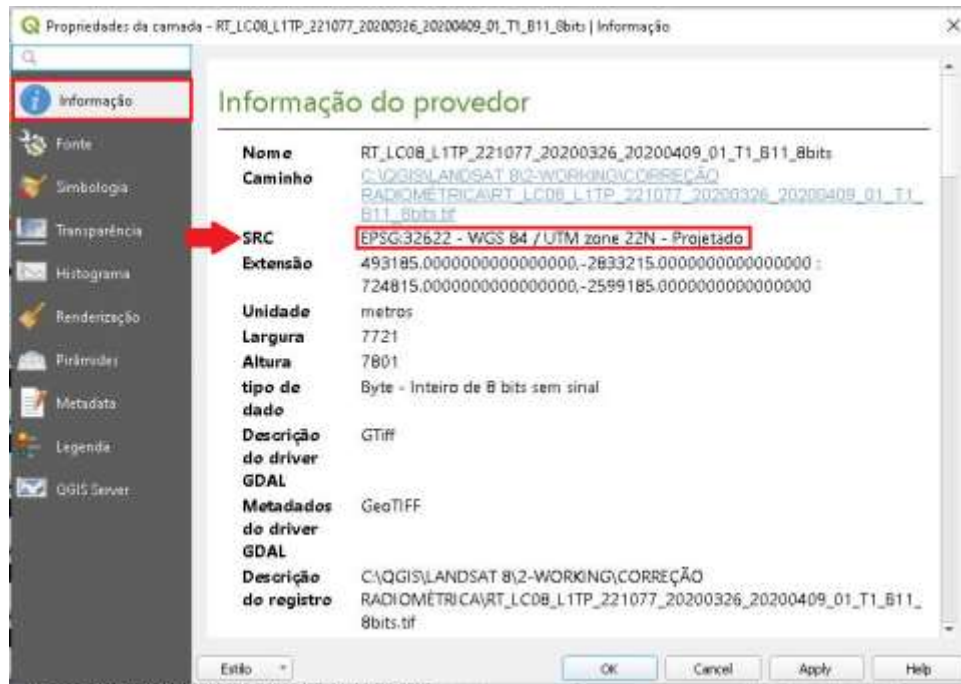 Propriedades da camada - RT_LC08_L1TP_221077_20200326_20200409_01_T1_B11_8bits | Informação
Informação
Fonte
Simbologia
Transparência
Histograma
Renderização
Pirâmides
Metadata
Legenda
QGIS Server
Informação do provedor
Nome RT_LC08_L1TP_221077_20200326_20200409_01_T1_B11_8bits
Caminho C:\QGIS\LANDSAT 8\2-WORKING\CORREÇÃO
RADIOMÉTRICA\RT_LC08_L1TP_221077_20200326_20200409_01_T1_
B11_8bits.tif
SRC EPSG:32622 - WGS 84 / UTM zone 22N - Projetado
Extensão 493185.0000000000000000,-2833215.0000000000000000 :
724815.0000000000000000,-2599185.0000000000000000
Unidade metros
Largura 7721
Altura 7801
tipo de Byte - Inteiro de 8 bits sem sinal
dado
Descrição GTiff
do driver
GDAL
Metadados GeoTIFF
do driver
GDAL
Descrição C:\QGIS\LANDSAT 8\2-WORKING\CORREÇÃO
do registro RADIOMÉTRICA\RT_LC08_L1TP_221077_20200326_20200409_01_T1_B11_
8bits.tif
Estilo OK Cancel Apply Help